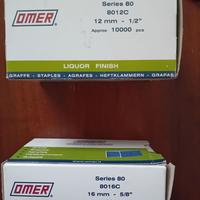 OMER
Series 80
8012C
12 mm - 1/2"
Approx 10000 pcs
LIQUOR FINISH
GRAFFE - STAPLES - AGRAFES - HEFTKLAMMERN - GRAPAS
OMER
Series 80
8016C
16 mm - 5/8"